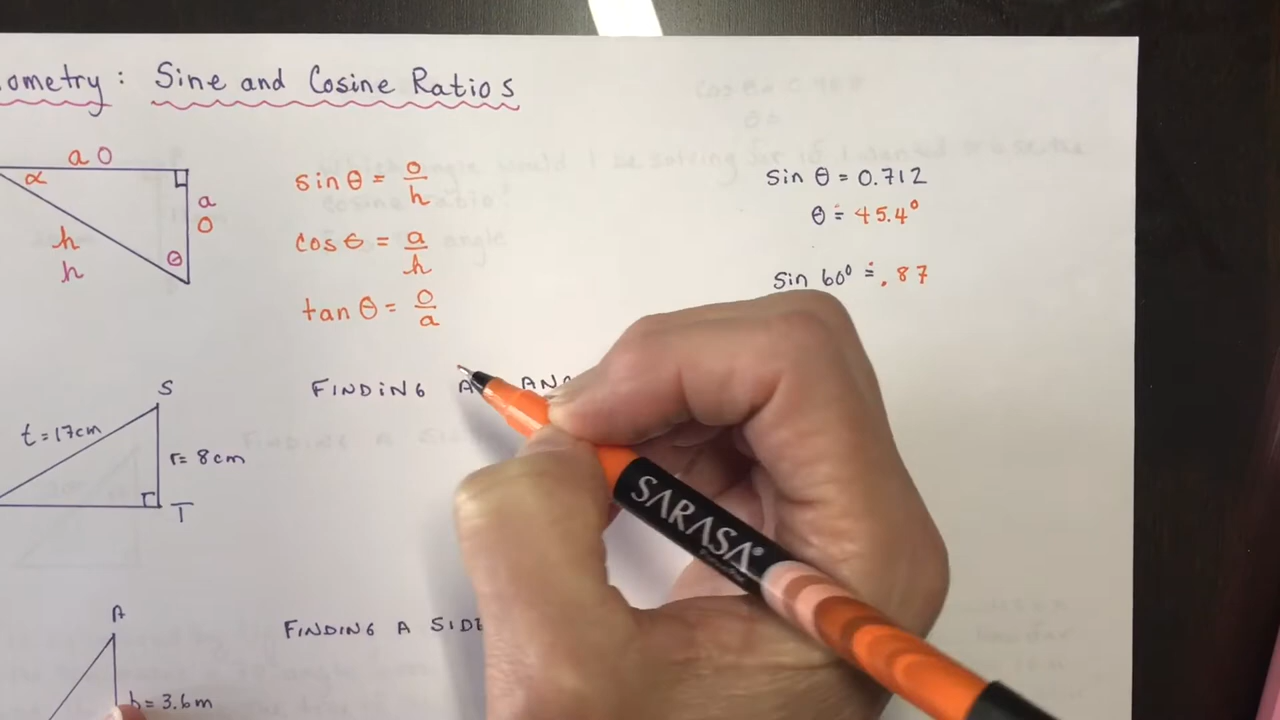 ometry: Sine and Cosine Ratios
a O
α
a
O
h
h
θ
sin θ = o/h
cos θ = a/h
tan θ = o/a
sin θ = 0.712
θ ≐ 45.4°
sin 60° ≐ .87
FINDING A ANG
S
t = 17cm
r = 8cm
T
FINDING A SIDE
A
b = 3.6m
SARASA®